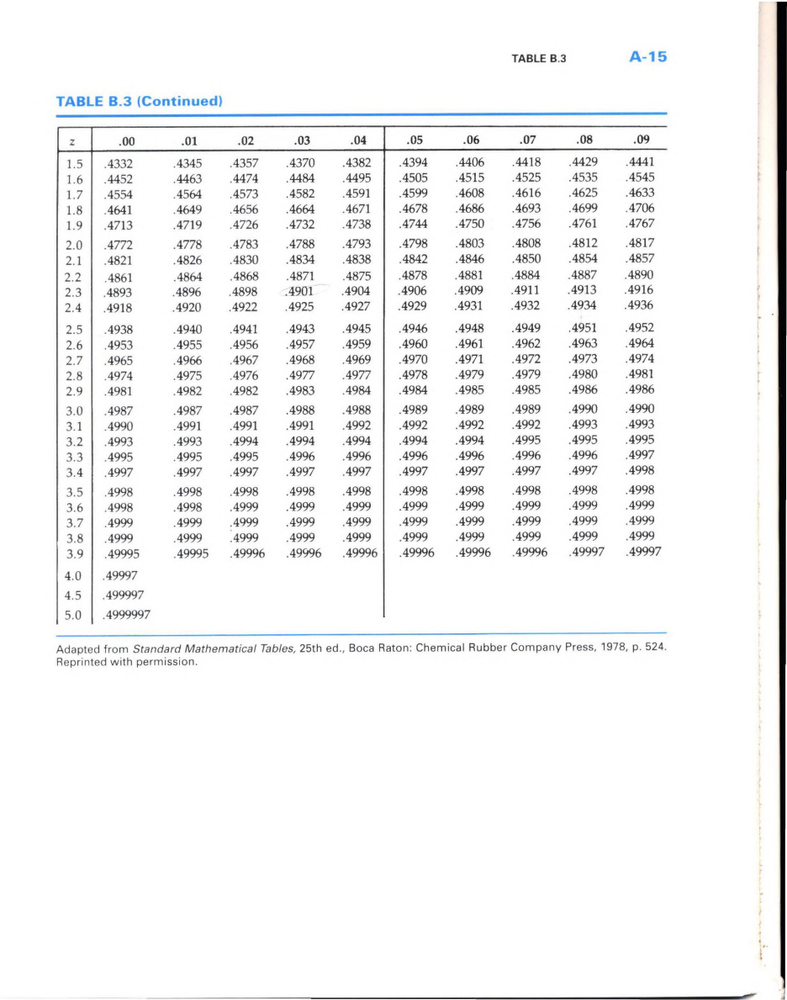 TABLE B.3 A-15
TABLE B.3 (Continued)
z .00 .01 .02 .03 .04 .05 .06 .07 .08 .09
1.5 .4332 .4345 .4357 .4370 .4382 .4394 .4406 .4418 .4429 .4441
1.6 .4452 .4463 .4474 .4484 .4495 .4505 .4515 .4525 .4535 .4545
1.7 .4554 .4564 .4573 .4582 .4591 .4599 .4608 .4616 .4625 .4633
1.8 .4641 .4649 .4656 .4664 .4671 .4678 .4686 .4693 .4699 .4706
1.9 .4713 .4719 .4726 .4732 .4738 .4744 .4750 .4756 .4761 .4767
2.0 .4772 .4778 .4783 .4788 .4793 .4798 .4803 .4808 .4812 .4817
2.1 .4821 .4826 .4830 .4834 .4838 .4842 .4846 .4850 .4854 .4857
2.2 .4861 .4864 .4868 .4871 .4875 .4878 .4881 .4884 .4887 .4890
2.3 .4893 .4896 .4898 .4901 .4904 .4906 .4909 .4911 .4913 .4916
2.4 .4918 .4920 .4922 .4925 .4927 .4929 .4931 .4932 .4934 .4936
2.5 .4938 .4940 .4941 .4943 .4945 .4946 .4948 .4949 .4951 .4952
2.6 .4953 .4955 .4956 .4957 .4959 .4960 .4961 .4962 .4963 .4964
2.7 .4965 .4966 .4967 .4968 .4969 .4970 .4971 .4972 .4973 .4974
2.8 .4974 .4975 .4976 .4977 .4977 .4978 .4979 .4979 .4980 .4981
2.9 .4981 .4982 .4982 .4983 .4984 .4984 .4985 .4985 .4986 .4986
3.0 .4987 .4987 .4987 .4988 .4988 .4989 .4989 .4989 .4990 .4990
3.1 .4990 .4991 .4991 .4991 .4992 .4992 .4992 .4992 .4993 .4993
3.2 .4993 .4993 .4994 .4994 .4994 .4994 .4994 .4995 .4995 .4995
3.3 .4995 .4995 .4995 .4996 .4996 .4996 .4996 .4996 .4996 .4997
3.4 .4997 .4997 .4997 .4997 .4997 .4997 .4997 .4997 .4997 .4998
3.5 .4998 .4998 .4998 .4998 .4998 .4998 .4998 .4998 .4998 .4998
3.6 .4998 .4998 .4999 .4999 .4999 .4999 .4999 .4999 .4999 .4999
3.7 .4999 .4999 .4999 .4999 .4999 .4999 .4999 .4999 .4999 .4999
3.8 .4999 .4999 .4999 .4999 .4999 .4999 .4999 .4999 .4999 .4999
3.9 .49995 .49995 .49996 .49996 .49996 .49996 .49996 .49996 .49997 .49997
4.0 .49997
4.5 .499997
5.0 .4999997
Adapted from Standard Mathematical Tables, 25th ed., Boca Raton: Chemical Rubber Company Press, 1978, p. 524.
Reprinted with permission.